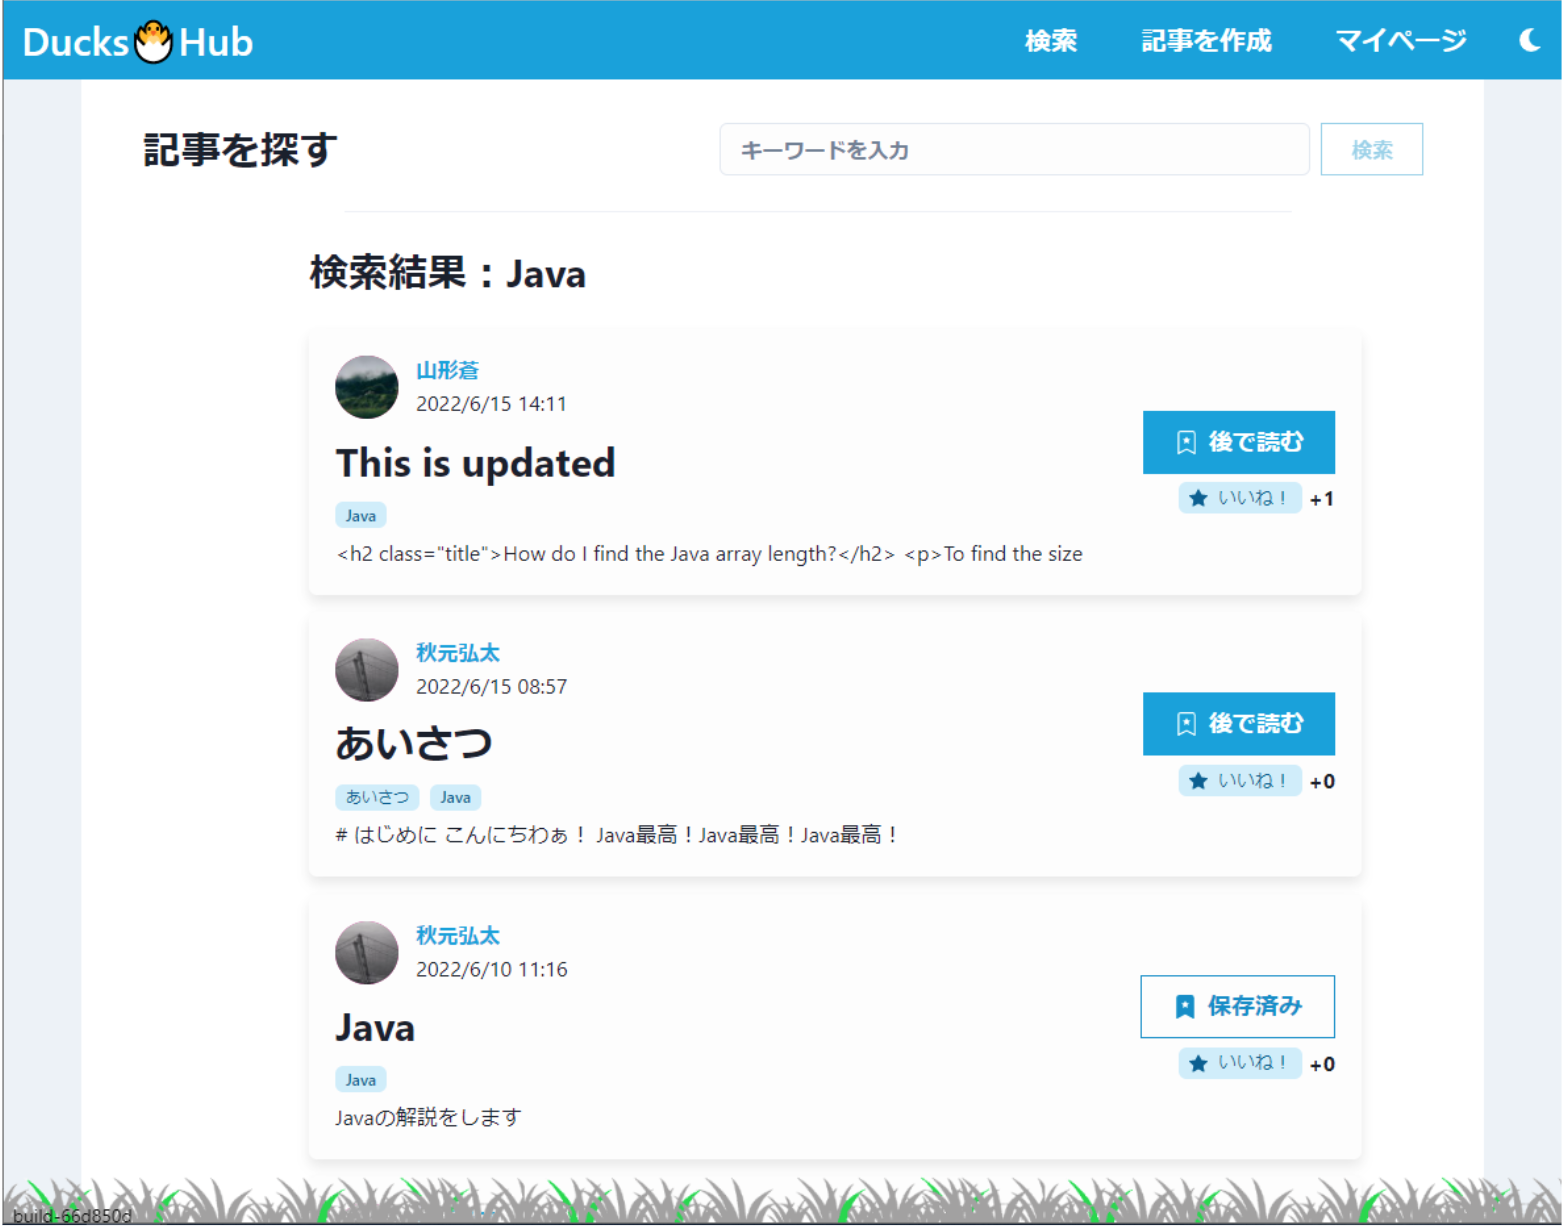 Ducks Hub
検索 記事を作成 マイページ
記事を探す
キーワードを入力
検索
検索結果：Java
山形蒼
2022/6/15 14:11
This is updated
後で読む
いいね！ +1
Java
<h2 class="title">How do I find the Java array length?</h2> <p>To find the size
秋元弘太
2022/6/15 08:57
あいさつ
後で読む
いいね！ +0
あいさつ Java
# はじめに こんにちわぁ！ Java最高！Java最高！Java最高！
秋元弘太
2022/6/10 11:16
Java
保存済み
いいね！ +0
Java
Javaの解説をします
build-66d850d